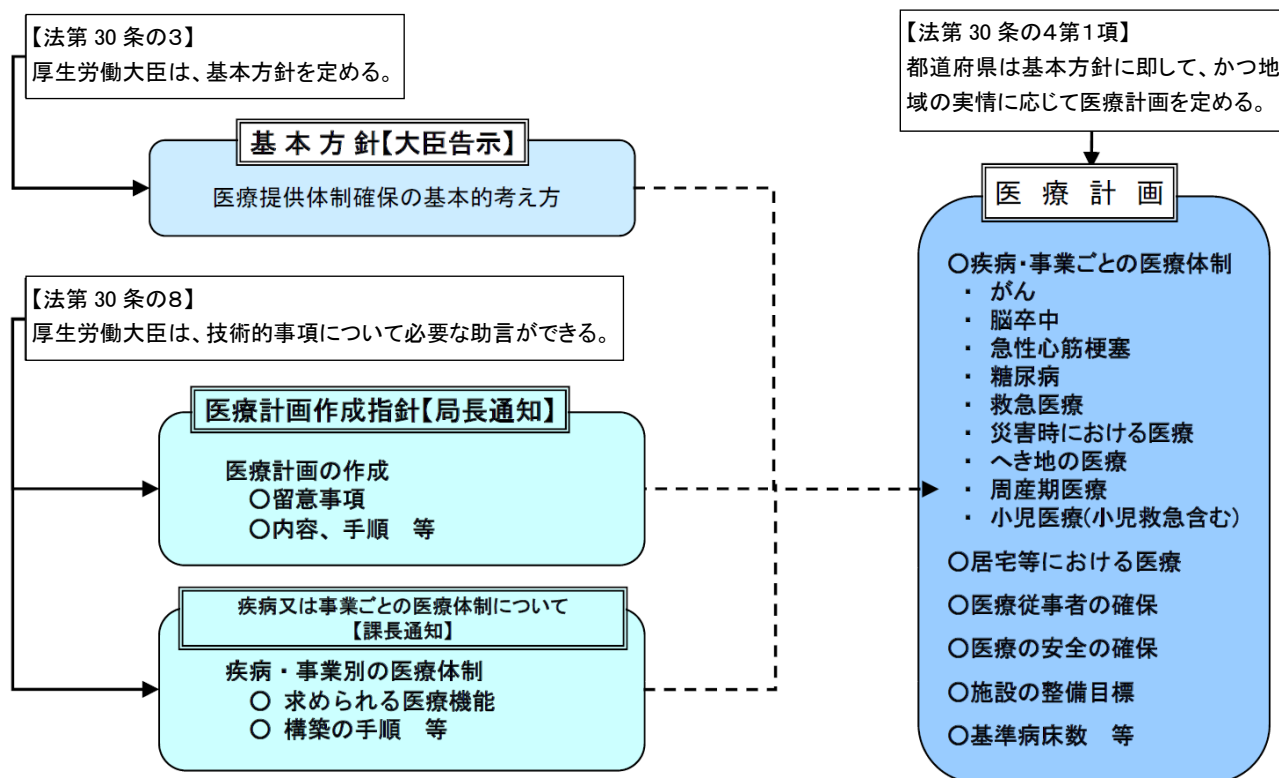 【法第 30 条の3】
厚生労働大臣は、基本方針を定める。
基 本 方 針【大臣告示】
医療提供体制確保の基本的考え方
【法第 30 条の8】
厚生労働大臣は、技術的事項について必要な助言ができる。
医療計画作成指針【局長通知】
医療計画の作成
○留意事項
○内容、手順　等
疾病又は事業ごとの医療体制について
【課長通知】
疾病・事業別の医療体制
○ 求められる医療機能
○ 構築の手順　等
【法第 30 条の4第1項】
都道府県は基本方針に即して、かつ地
域の実情に応じて医療計画を定める。
医 療 計 画
○疾病・事業ごとの医療体制
・ がん
・ 脳卒中
・ 急性心筋梗塞
・ 糖尿病
・ 救急医療
・ 災害時における医療
・ へき地の医療
・ 周産期医療
・ 小児医療(小児救急含む)
○居宅等における医療
○医療従事者の確保
○医療の安全の確保
○施設の整備目標
○基準病床数　等